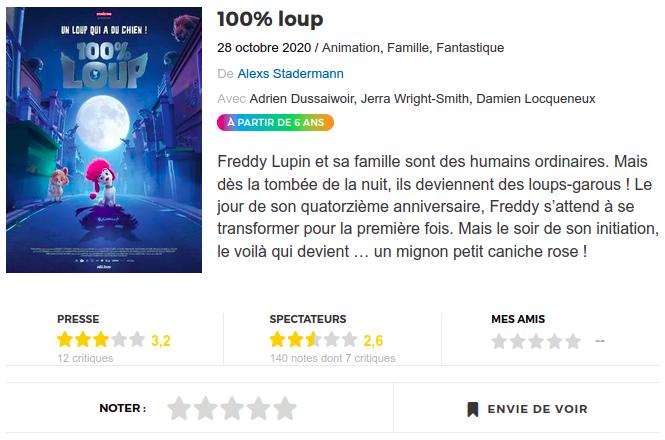 UN LOUP QUI A DU CHIEN !
100%
LOUP
100% loup
28 octobre 2020 / Animation, Famille, Fantastique
De Alexs Stadermann
Avec Adrien Dussaiwoir, Jerra Wright-Smith, Damien Locqueneux
À PARTIR DE 6 ANS
Freddy Lupin et sa famille sont des humains ordinaires. Mais
dès la tombée de la nuit, ils deviennent des loups-garous ! Le
jour de son quatorzième anniversaire, Freddy s’attend à se
transformer pour la première fois. Mais le soir de son initiation,
le voilà qui devient … un mignon petit caniche rose !
PRESSE
3,2
12 critiques
SPECTATEURS
2,6
140 notes dont 7 critiques
MES AMIS
--
NOTER :
ENVIE DE VOIR